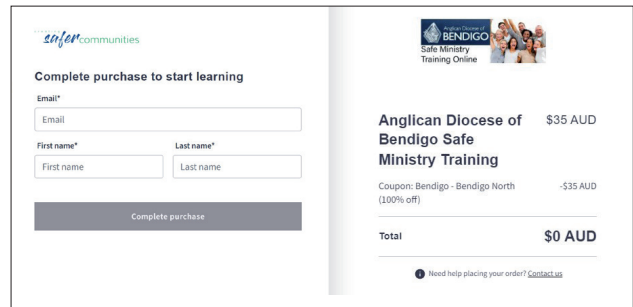 safer communities
Complete purchase to start learning
Email*
Email
First name*
Last name*
First name
Last name
Complete purchase
Anglican Diocese of
BENDIGO
Safe Ministry
Training Online
Anglican Diocese of
Bendigo Safe
Ministry Training
$35 AUD
Coupon: Bendigo - Bendigo North
(100% off)
-$35 AUD
Total
$0 AUD
Need help placing your order? Contact us